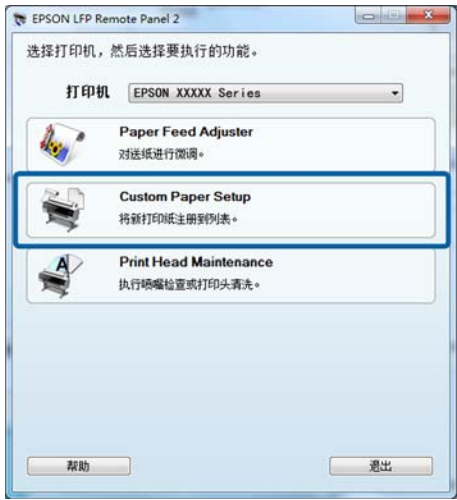 EPSON LFP Remote Panel 2
选择打印机，然后选择要执行的功能。
打印机 EPSON XXXXX Series
Paper Feed Adjuster
对送纸进行微调。
Custom Paper Setup
将新打印纸注册到列表。
Print Head Maintenance
执行喷嘴检查或打印头清洗。
帮助 退出